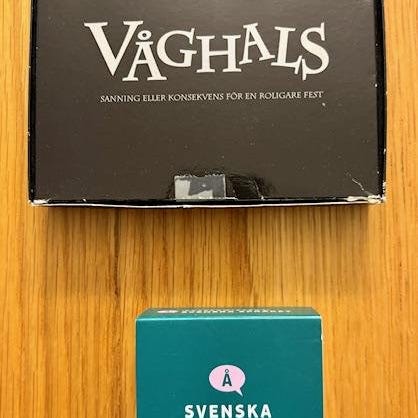 VÅGHALS
SANNING ELLER KONSEKVENS FÖR EN ROLIGARE FEST
Å
SVENSKA